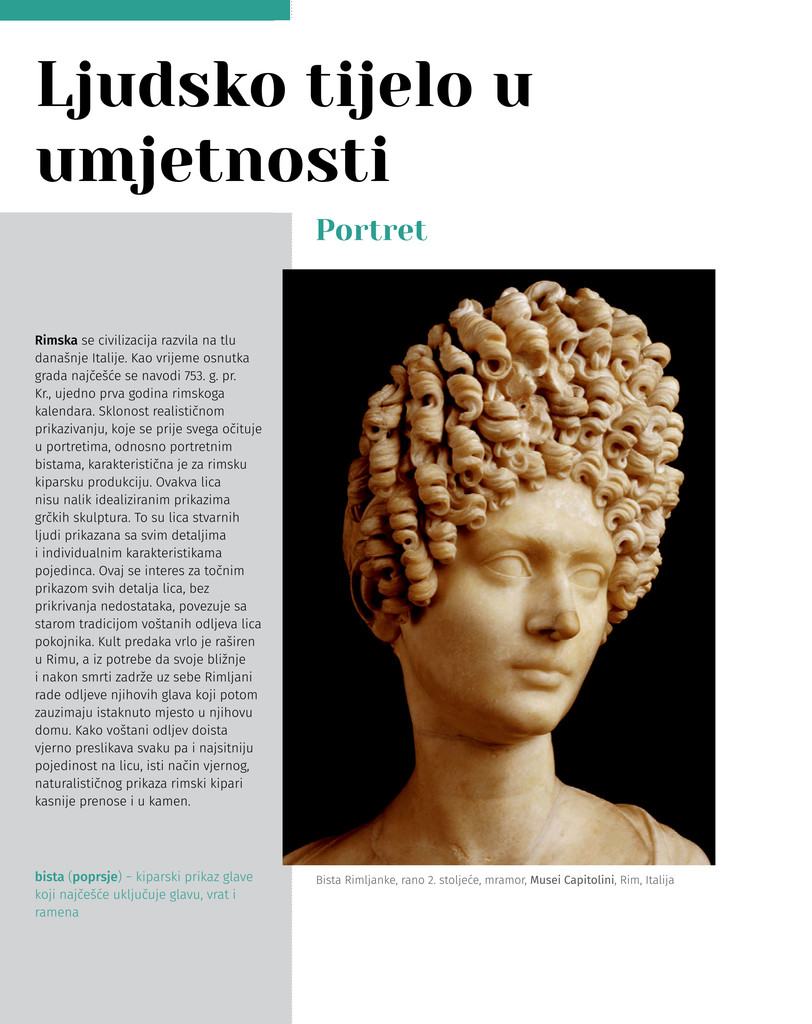 Ljudsko tijelo u
umjetnosti
Portret
Rimska se civilizacija razvila na tlu
današnje Italije. Kao vrijeme osnutka
grada najčešće se navodi 753. g. pr.
Kr., ujedno prva godina rimskoga
kalendara. Sklonost realističnom
prikazivanju, koje se prije svega očituje
u portretima, odnosno portretnim
bistama, karakteristična je za rimsku
kiparsku produkciju. Ovakva lica
nisu nalik idealiziranim prikazima
grčkih skulptura. To su lica stvarnih
ljudi prikazana sa svim detaljima
i individualnim karakteristikama
pojedinca. Ovaj se interes za točnim
prikazom svih detalja lica, bez
prikrivanja nedostataka, povezuje sa
starom tradicijom voštanih odljeva lica
pokojnika. Kult predaka vrlo je raširen
u Rimu, a iz potrebe da svoje bližnje
i nakon smrti zadrže uz sebe Rimljani
rade odljeve njihovih glava koji potom
zauzimaju istaknuto mjesto u njihovu
domu. Kako voštani odljev doista
vjerno preslikava svaku pa i najsitniju
pojedinost na licu, isti način vjernog,
naturalističnog prikaza rimski kipari
kasnije prenose i u kamen.
bista (poprsje) – kiparski prikaz glave
koji najčešće uključuje glavu, vrat i
ramena
Bista Rimljanke, rano 2. stoljeće, mramor, Musei Capitolini, Rim, Italija